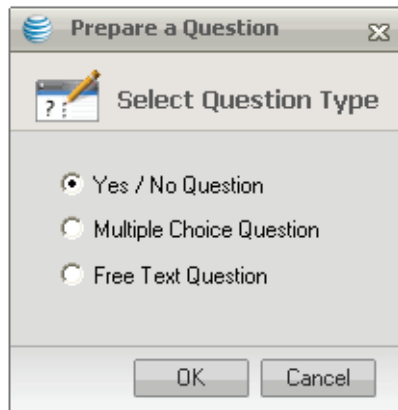 Prepare a Question
Select Question Type
Yes / No Question
Multiple Choice Question
Free Text Question
OK Cancel